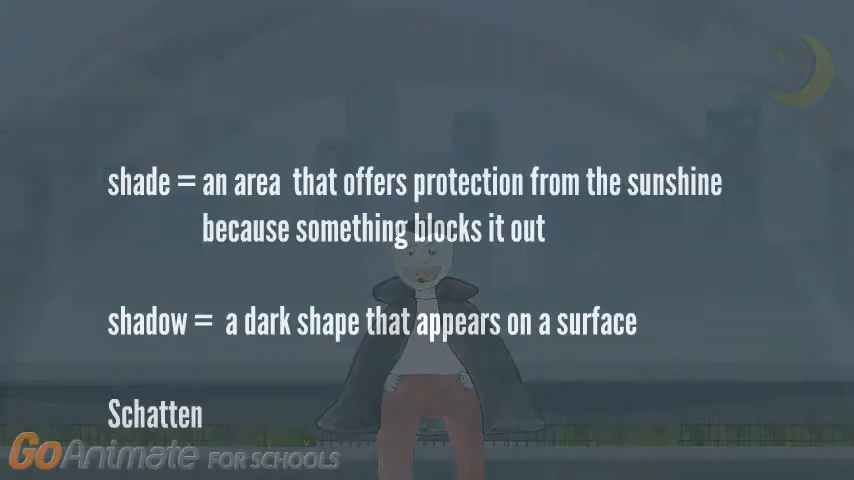 shade = an area that offers protection from the sunshine
because something blocks it out
shadow = a dark shape that appears on a surface
Schatten
GoAnimate FOR SCHOOLS